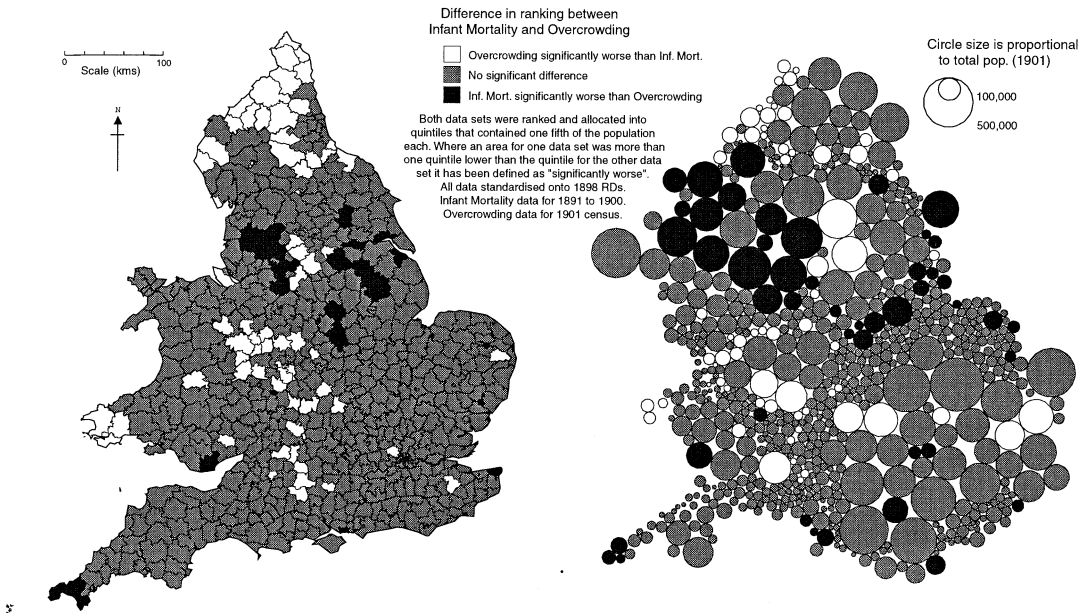 Difference in ranking between
Infant Mortality and Overcrowding
Overcrowding significantly worse than Inf. Mort.
No significant difference
Inf. Mort. significantly worse than Overcrowding
Both data sets were ranked and allocated into
quintiles that contained one fifth of the population
each. Where an area for one data set was more than
one quintile lower than the quintile for the other data
set it has been defined as "significantly worse".
All data standardised onto 1898 RDs.
Infant Mortality data for 1891 to 1900.
Overcrowding data for 1901 census.
0 100
Scale (kms)
N
Circle size is proportional
to total pop. (1901)
100,000
500,000